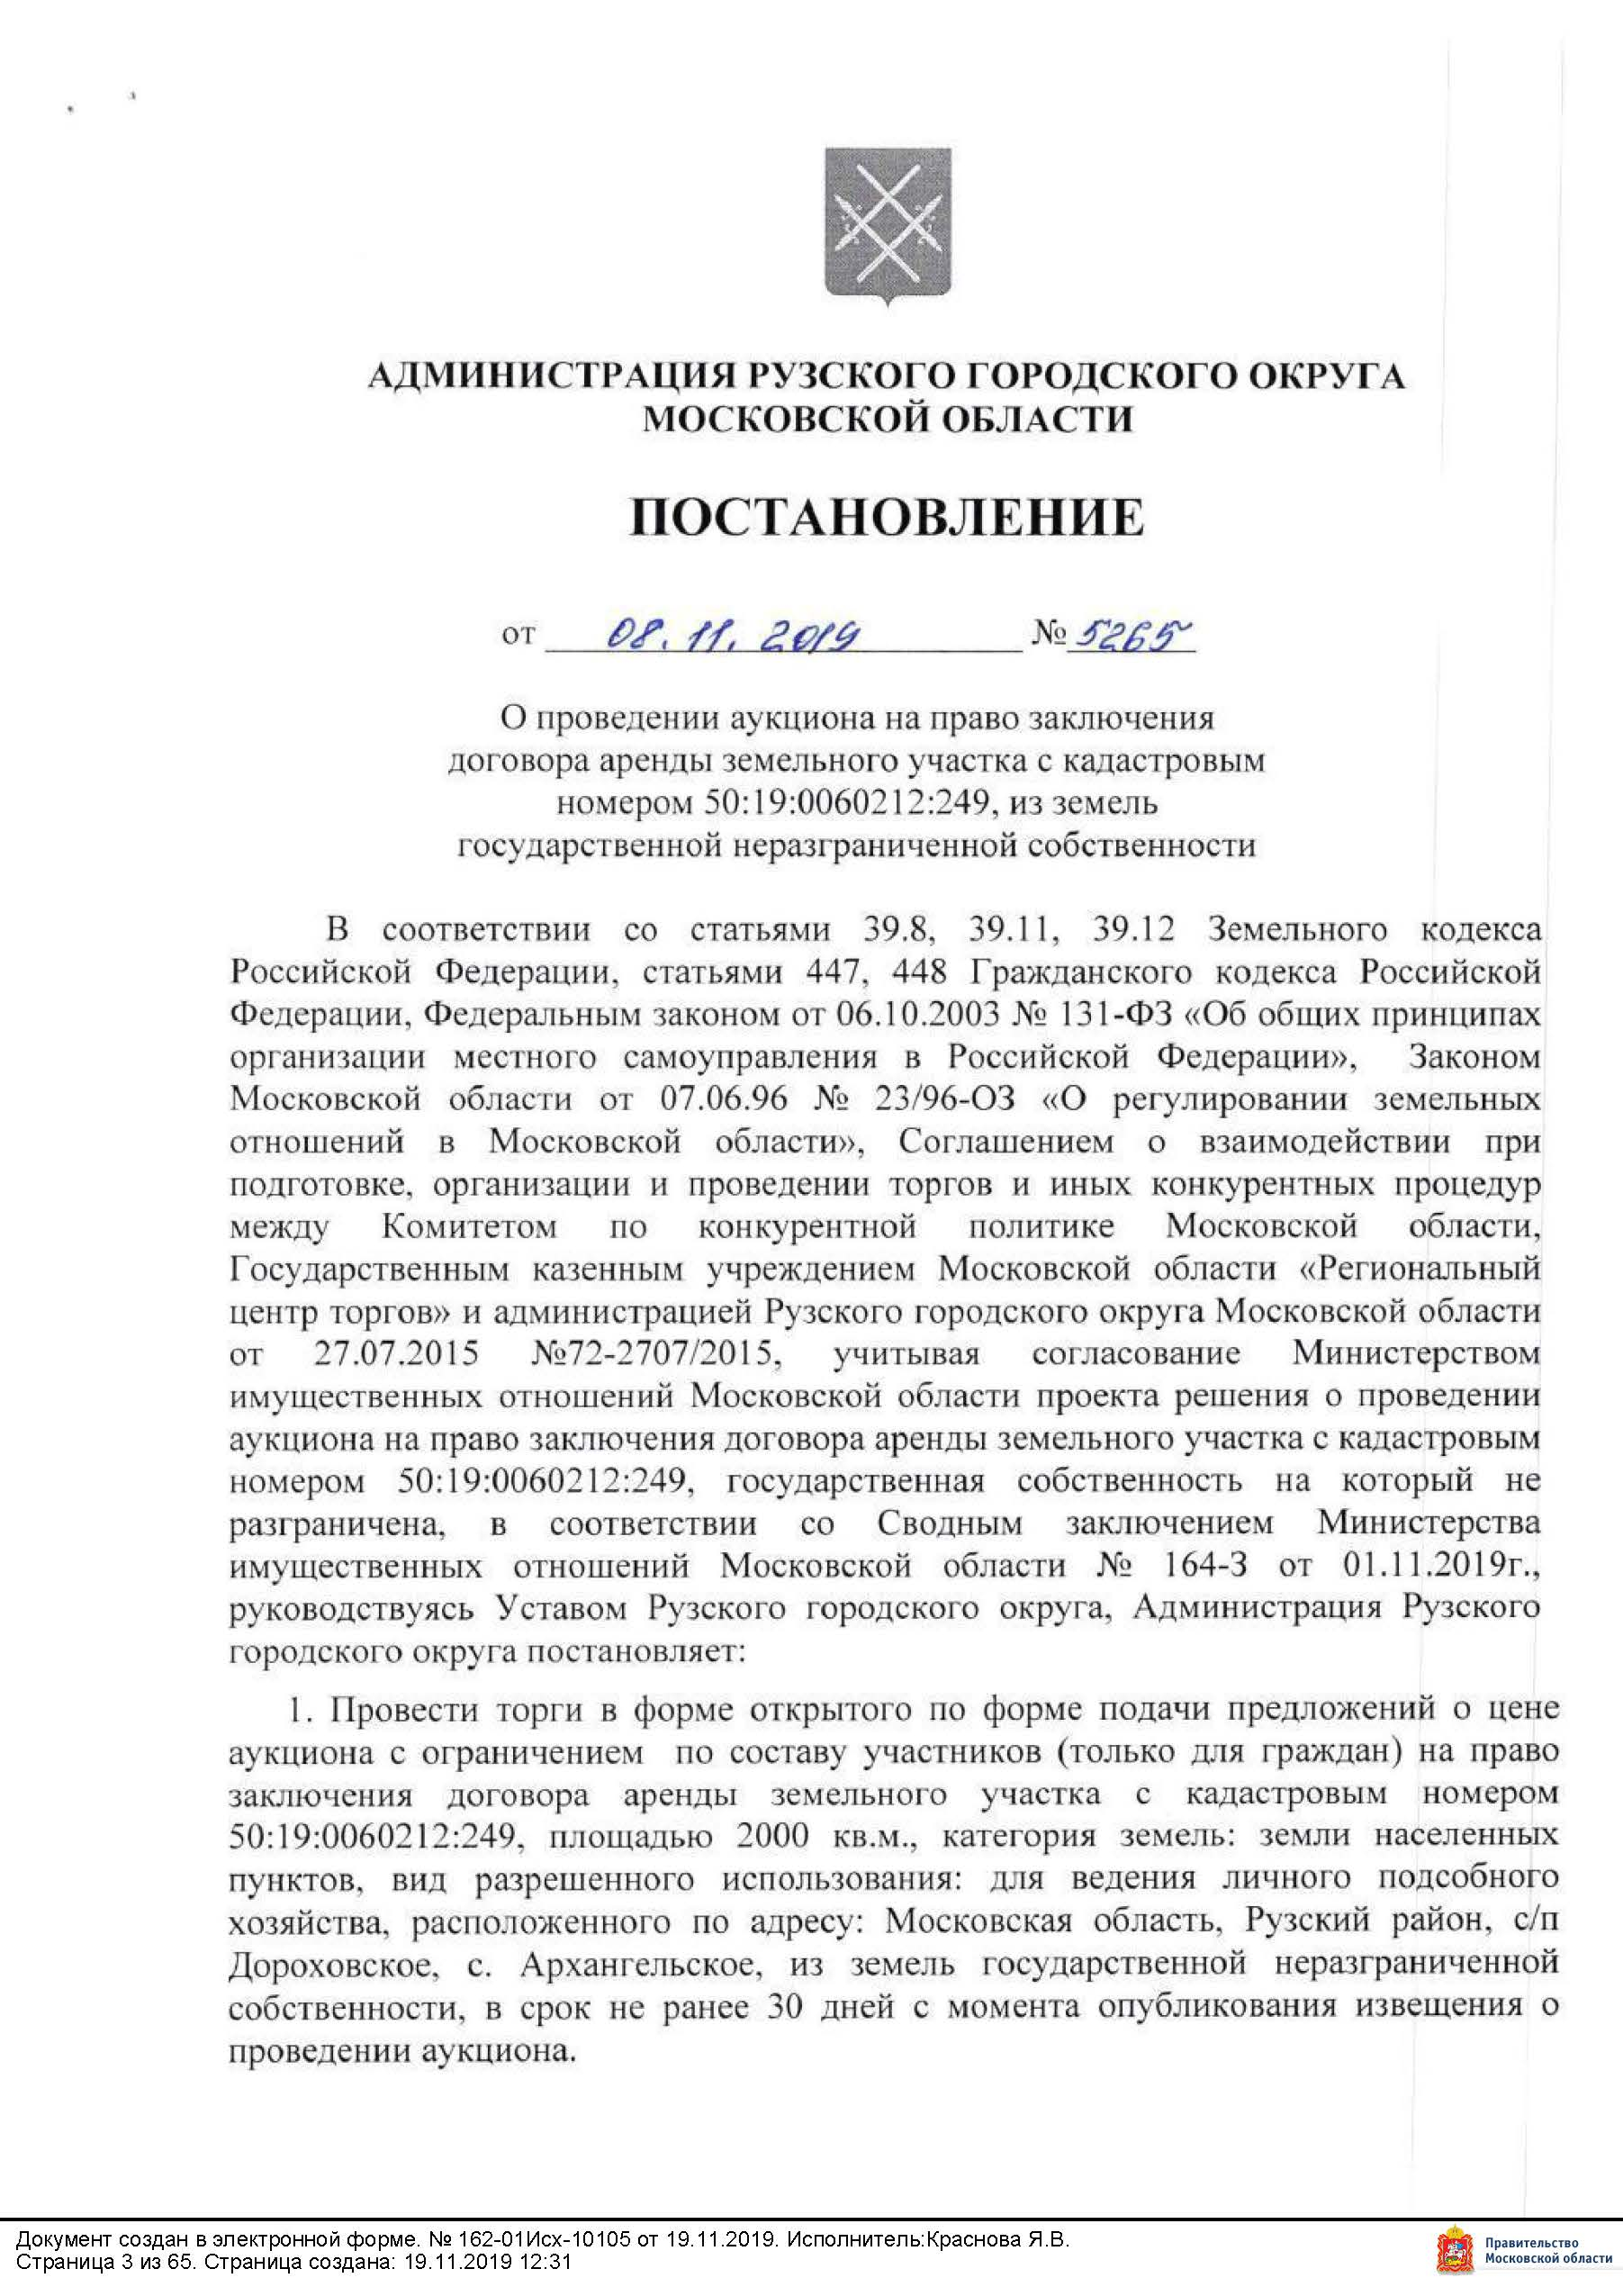 АДМИНИСТРАЦИЯ РУЗСКОГО ГОРОДСКОГО ОКРУГА
МОСКОВСКОЙ ОБЛАСТИ
ПОСТАНОВЛЕНИЕ
от 08.11.2019 № 5265
О проведении аукциона на право заключения
договора аренды земельного участка с кадастровым
номером 50:19:0060212:249, из земель
государственной неразграниченной собственности
В соответствии со статьями 39.8, 39.11, 39.12 Земельного кодекса
Российской Федерации, статьями 447, 448 Гражданского кодекса Российской
Федерации, Федеральным законом от 06.10.2003 № 131-ФЗ «Об общих принципах
организации местного самоуправления в Российской Федерации», Законом
Московской области от 07.06.96 № 23/96-ОЗ «О регулировании земельных
отношений в Московской области», Соглашением о взаимодействии при
подготовке, организации и проведении торгов и иных конкурентных процедур
между Комитетом по конкурентной политике Московской области,
Государственным казенным учреждением Московской области «Региональный
центр торгов» и администрацией Рузского городского округа Московской области
от 27.07.2015 №72-2707/2015, учитывая согласование Министерством
имущественных отношений Московской области проекта решения о проведении
аукциона на право заключения договора аренды земельного участка с кадастровым
номером 50:19:0060212:249, государственная собственность на который не
разграничена, в соответствии со Сводным заключением Министерства
имущественных отношений Московской области № 164-З от 01.11.2019г.,
руководствуясь Уставом Рузского городского округа, Администрация Рузского
городского округа постановляет:
1. Провести торги в форме открытого по форме подачи предложений о цене
аукциона с ограничением по составу участников (только для граждан) на право
заключения договора аренды земельного участка с кадастровым номером
50:19:0060212:249, площадью 2000 кв.м., категория земель: земли населенных
пунктов, вид разрешенного использования: для ведения личного подсобного
хозяйства, расположенного по адресу: Московская область, Рузский район, с/п
Дороховское, с. Архангельское, из земель государственной неразграниченной
собственности, в срок не ранее 30 дней с момента опубликования извещения о
проведении аукциона.
Документ создан в электронной форме. № 162-01Исх-10105 от 19.11.2019. Исполнитель:Краснова Я.В.
Страница 3 из 65. Страница создана: 19.11.2019 12:31
Правительство
Московской области